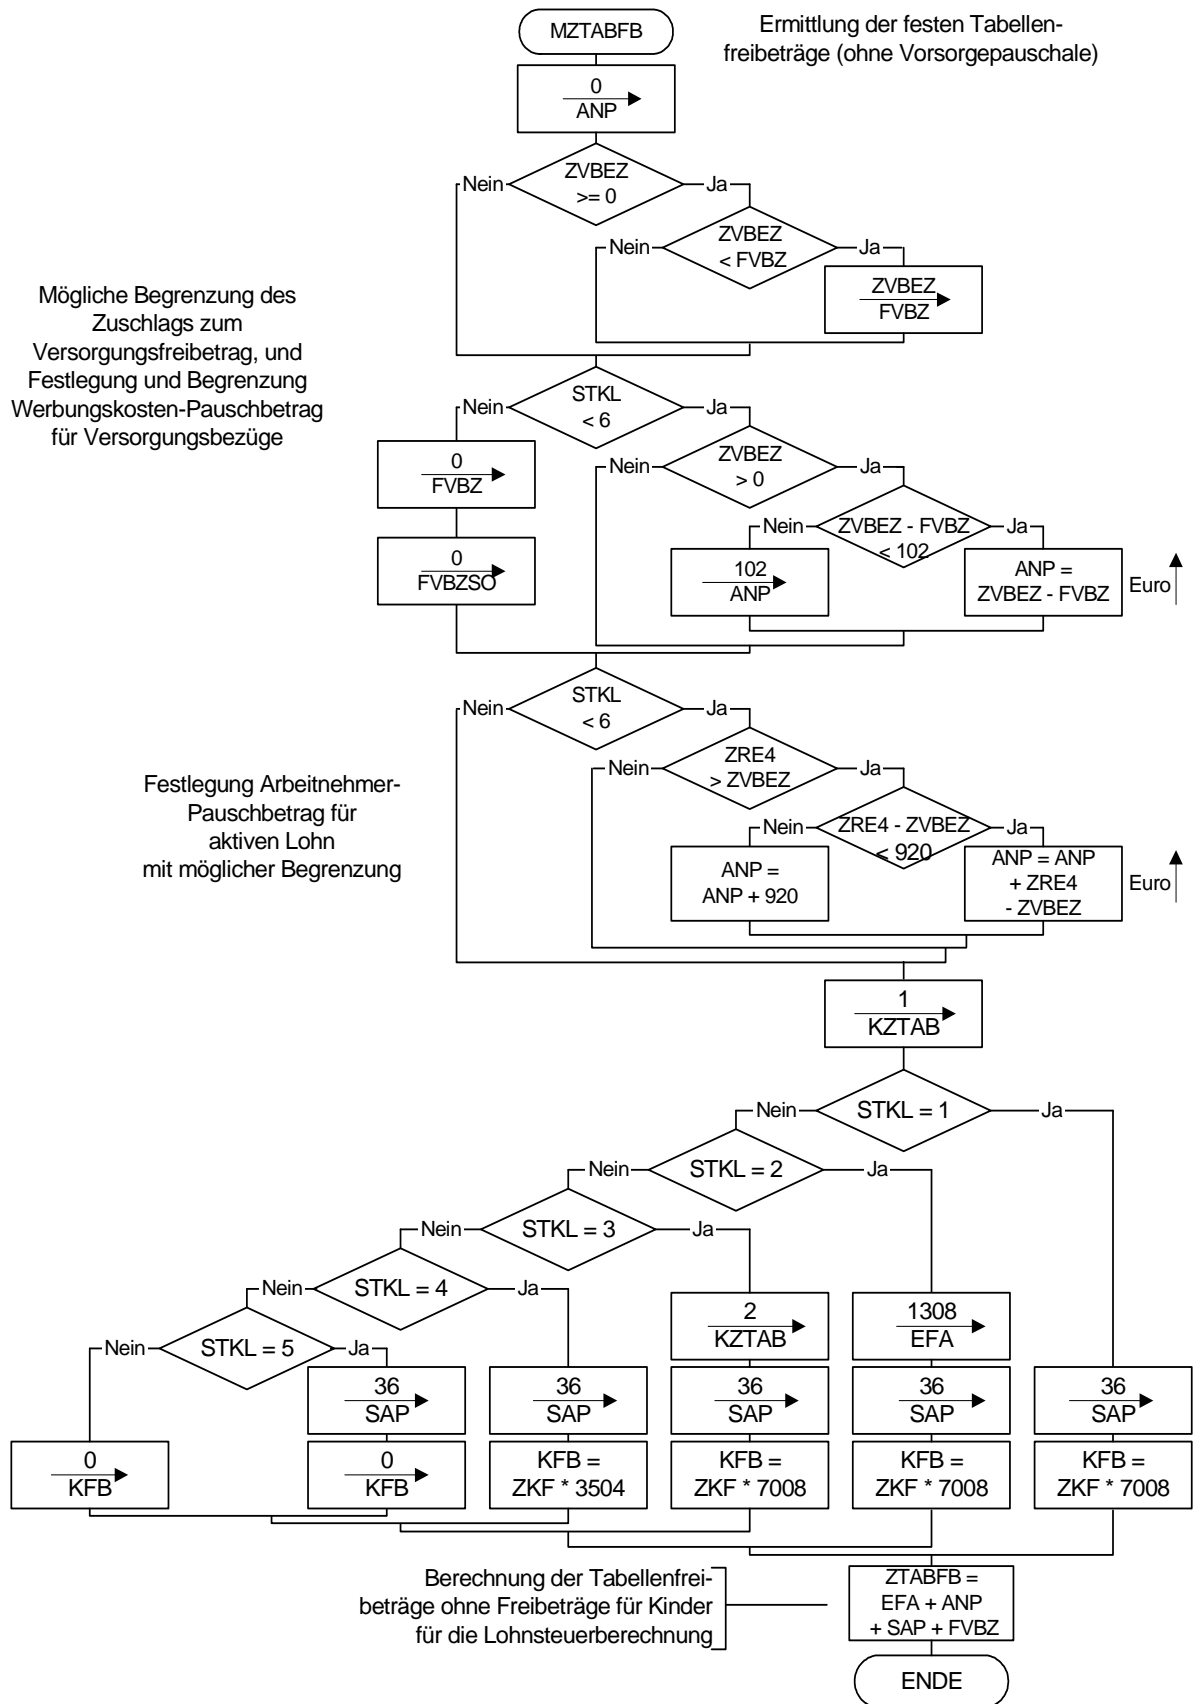 MZTABFB
Ermittlung der festen Tabellen-
freibeträge (ohne Vorsorgepauschale)
0
ANP
ZVBEZ
>= 0
Nein
Ja
ZVBEZ
< FVBZ
Nein
Ja
ZVBEZ
FVBZ
Mögliche Begrenzung des
Zuschlags zum
Versorgungsfreibetrag, und
Festlegung und Begrenzung
Werbungskosten-Pauschbetrag
für Versorgungsbezüge
STKL
< 6
Nein
Ja
0
FVBZ
0
FVBZSO
ZVBEZ
> 0
Nein
Ja
ZVBEZ - FVBZ
< 102
Nein
Ja
102
ANP
ANP =
ZVBEZ - FVBZ
Euro
STKL
< 6
Nein
Ja
Festlegung Arbeitnehmer-
Pauschbetrag für
aktiven Lohn
mit möglicher Begrenzung
ZRE4
> ZVBEZ
Nein
Ja
ZRE4 - ZVBEZ
< 920
Nein
Ja
ANP =
ANP + 920
ANP = ANP
+ ZRE4
- ZVBEZ
Euro
1
KZTAB
STKL = 1
Nein
Ja
STKL = 2
Nein
Ja
STKL = 3
Nein
Ja
STKL = 4
Nein
Ja
STKL = 5
Nein
Ja
2
KZTAB
1308
EFA
36
SAP
36
SAP
36
SAP
36
SAP
36
SAP
0
KFB
0
KFB
KFB =
ZKF * 3504
KFB =
ZKF * 7008
KFB =
ZKF * 7008
KFB =
ZKF * 7008
Berechnung der Tabellenfrei-
beträge ohne Freibeträge für Kinder
für die Lohnsteuerberechnung
ZTABFB =
EFA + ANP
+ SAP + FVBZ
ENDE